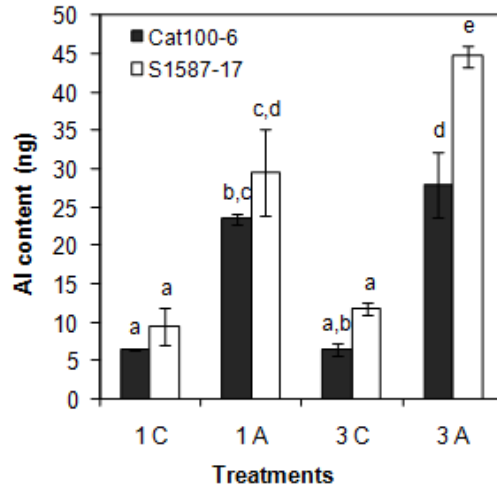 50
45
40
35
30
25
20
15
10
5
0
Al content (ng)
Cat100-6
S1587-17
a
a
b,c
c,d
a,b
a
d
e
1 C 1 A 3 C 3 A
Treatments